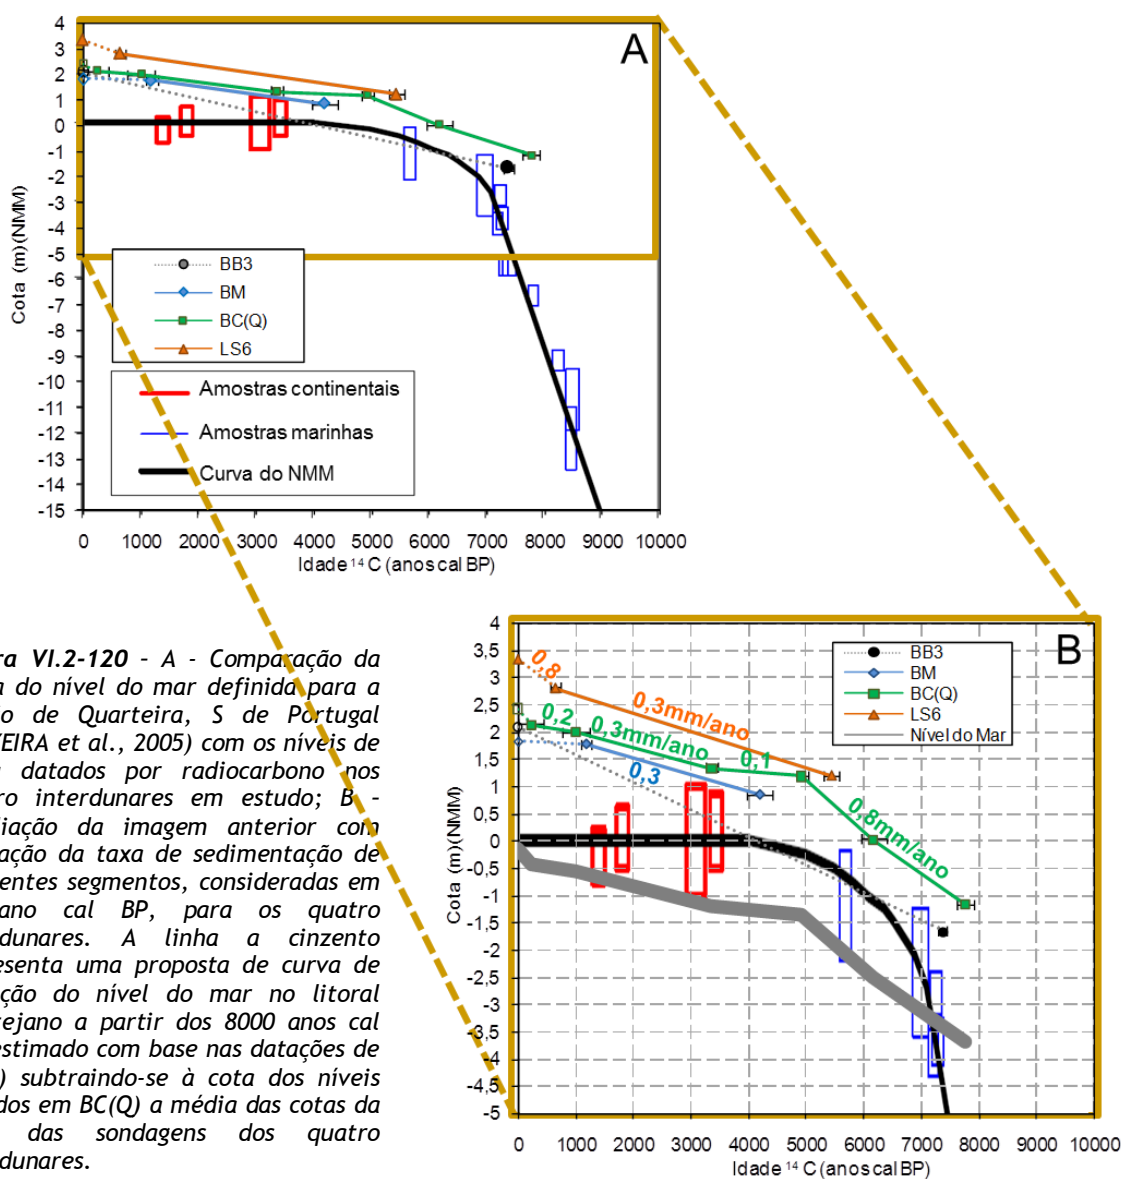 4
3
2
1
0
-1
-2
-3
-4
-5
-6
-7
-8
-9
-10
-11
-12
-13
-14
-15
Cota (m)(NMM)
A
BB3
BM
BC(Q)
LS6
Amostras continentais
Amostras marinhas
Curva do NMM
0 1000 2000 3000 4000 5000 6000 7000 8000 9000 10000
Idade 14 C (anos cal BP)
ra VI.2-120 - A - Comparação da
a do nível do mar definida para a
o de Quarteira, S de Portugal
EIRA et al., 2005) com os níveis de
datados por radiocarbono nos
ro interdunares em estudo; B -
liação da imagem anterior com
ação da taxa de sedimentação de
entes segmentos, consideradas em
ano cal BP, para os quatro
dunares. A linha a cinzento
esenta uma proposta de curva de
ção do nível do mar no litoral
ejano a partir dos 8000 anos cal
estimado com base nas datações de
) subtraindo-se à cota dos níveis
dos em BC(Q) a média das cotas da
das sondagens dos quatro
dunares.
4
3,5
3
2,5
2
1,5
1
0,5
0
-0,5
-1
-1,5
-2
-2,5
-3
-3,5
-4
-4,5
-5
Cota (m)(NMM)
B
BB3
BM
BC(Q)
LS6
Nível do Mar
0,8
0,3mm/ano
0,2
0,3mm/ano
0,1
0,3
0,8mm/ano
0 1000 2000 3000 4000 5000 6000 7000 8000 9000 10000
Idade 14 C (anos cal BP)